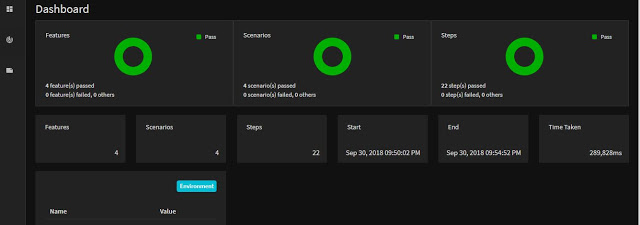 Dashboard
Features
Pass
4 feature(s) passed
0 feature(s) failed, 0 others
Scenarios
Pass
4 scenario(s) passed
0 scenario(s) failed, 0 others
Steps
Pass
22 step(s) passed
0 step(s) failed, 0 others
Features
4
Scenarios
4
Steps
22
Start
Sep 30, 2018 09:50:02 PM
End
Sep 30, 2018 09:54:52 PM
Time Taken
289,828ms
Environment
Name Value